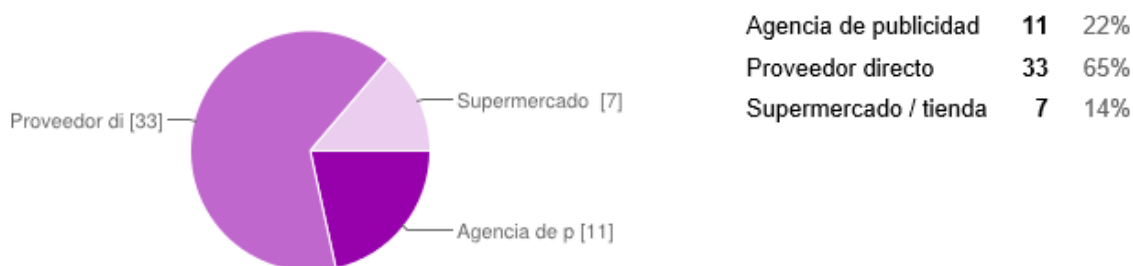 Proveedor di [33]
Supermercado [7]
Agencia de p [11]
Agencia de publicidad 11 22%
Proveedor directo 33 65%
Supermercado / tienda 7 14%